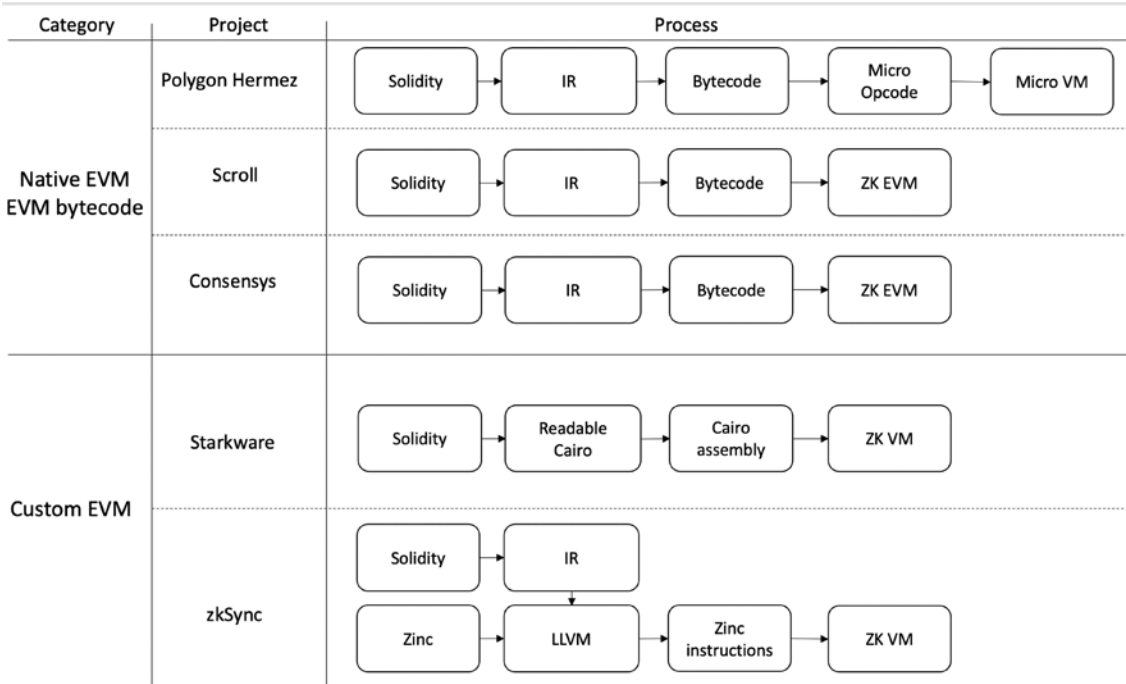 Category Project Process
Polygon Hermez Solidity IR Bytecode Micro Opcode Micro VM
Native EVM
EVM bytecode
Scroll Solidity IR Bytecode ZK EVM
Consensys Solidity IR Bytecode ZK EVM
Custom EVM
Starkware Solidity Readable Cairo Cairo assembly ZK VM
zkSync
Solidity IR
Zinc LLVM Zinc instructions ZK VM